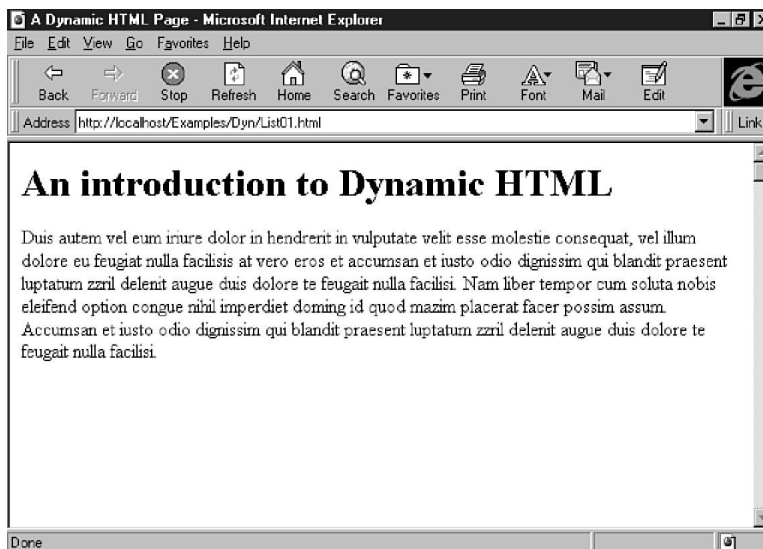 A Dynamic HTML Page - Microsoft Internet Explorer
File Edit View Go Favorites Help
Back Forward Stop Refresh Home Search Favorites Print Font Mail Edit
Address http://localhost/Examples/Dyn/List01.html Link
An introduction to Dynamic HTML
Duis autem vel eum iriure dolor in hendrerit in vulputate velit esse molestie consequat, vel illum
dolore eu feugiat nulla facilisis at vero eros et accumsan et iusto odio dignissim qui blandit praesent
luptatum zzril delenit augue duis dolore te feugait nulla facilisi. Nam liber tempor cum soluta nobis
eleifend option congue nihil imperdiet doming id quod mazim placerat facer possim assum.
Accumsan et iusto odio dignissim qui blandit praesent luptatum zzril delenit augue duis dolore te
feugait nulla facilisi.
Done